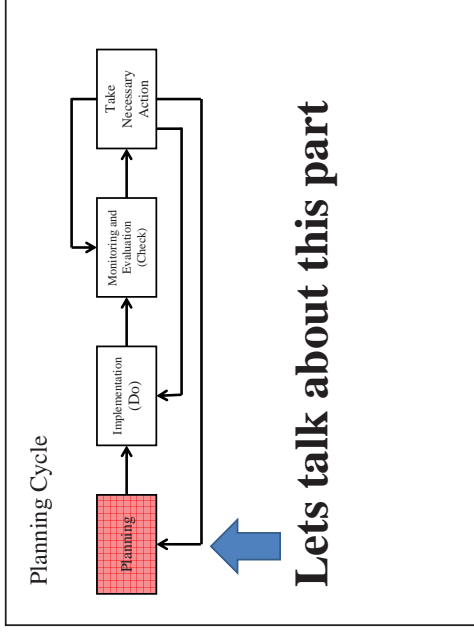 Planning Cycle
Planning
Implementation
(Do)
Monitoring and
Evaluation
(Check)
Take
Necessary
Action
Lets talk about this part